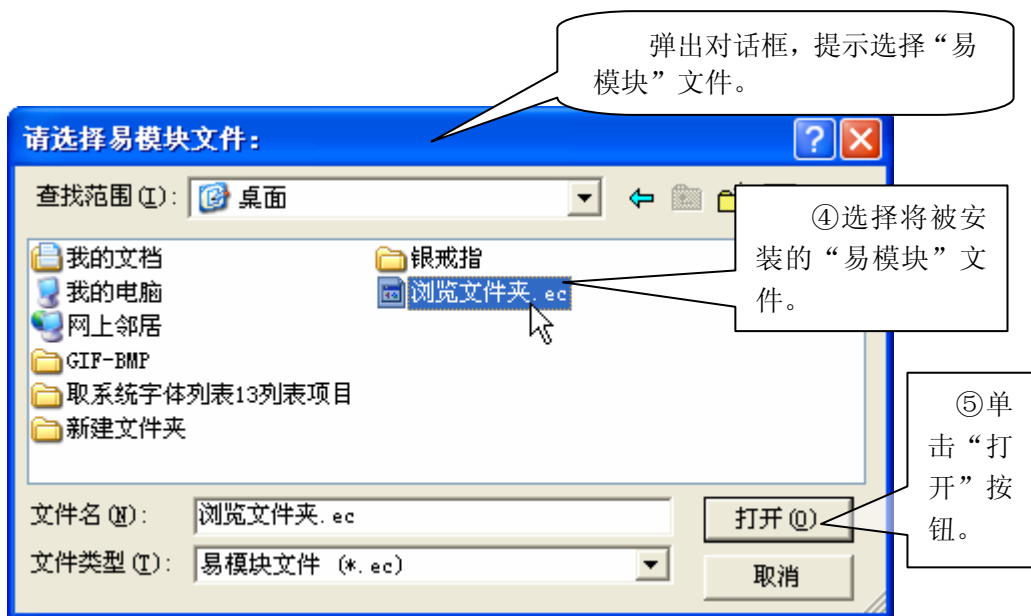 弹出对话框，提示选择“易
模块”文件。
请选择易模块文件：
查找范围(I)：
桌面
④选择将被安
装的“易模块”文
件。
我的文档
我的电脑
网上邻居
GIF-BMP
取系统字体列表13列表项目
新建文件夹
银戒指
浏览文件夹.ec
⑤单
击“打
开”按
钮。
文件名(N)：
浏览文件夹.ec
打开(O)
文件类型(T)：
易模块文件 (*.ec)
取消